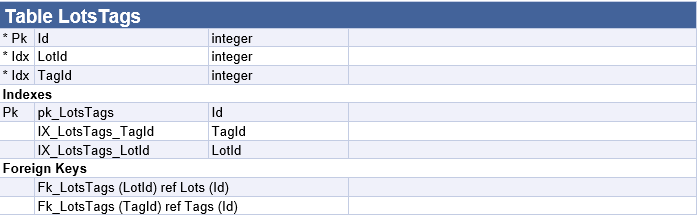 Table LotsTags
* Pk Id integer
* Idx LotId integer
* Idx TagId integer
Indexes
Pk pk_LotsTags Id
IX_LotsTags_TagId TagId
IX_LotsTags_LotId LotId
Foreign Keys
Fk_LotsTags (LotId) ref Lots (Id)
Fk_LotsTags (TagId) ref Tags (Id)